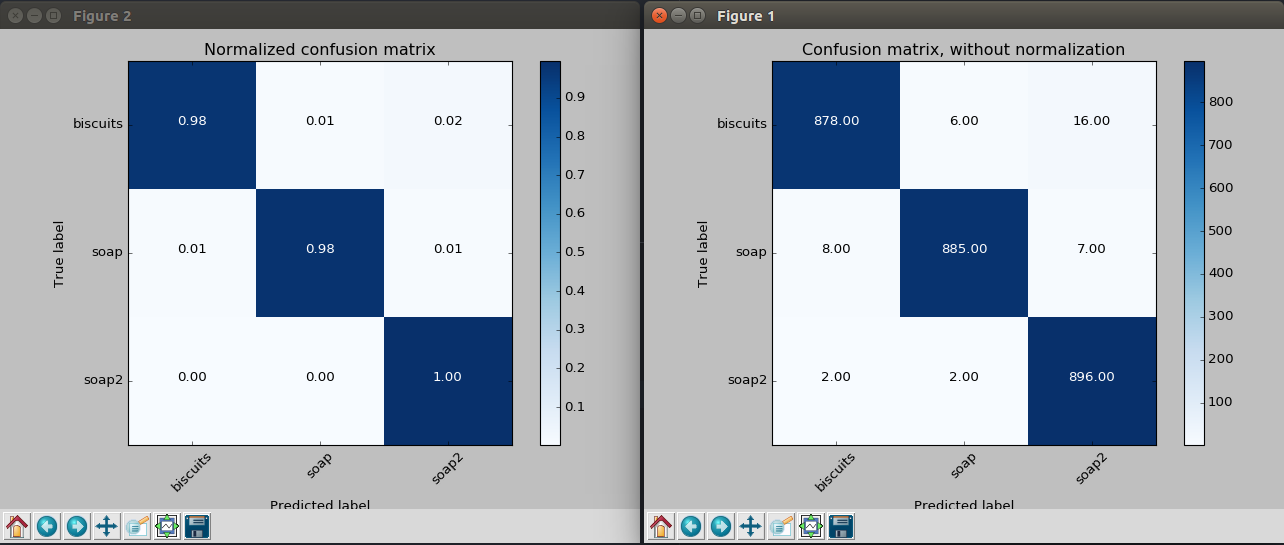 Figure 2
Normalized confusion matrix
0.9
0.8
0.7
0.6
0.5
0.4
0.3
0.2
0.1
True label
biscuits 0.98 0.01 0.02
soap 0.01 0.98 0.01
soap2 0.00 0.00 1.00
biscuits soap soap2
Predicted label
Figure 1
Confusion matrix, without normalization
800
700
600
500
400
300
200
100
True label
biscuits 878.00 6.00 16.00
soap 8.00 885.00 7.00
soap2 2.00 2.00 896.00
biscuits soap soap2
Predicted label